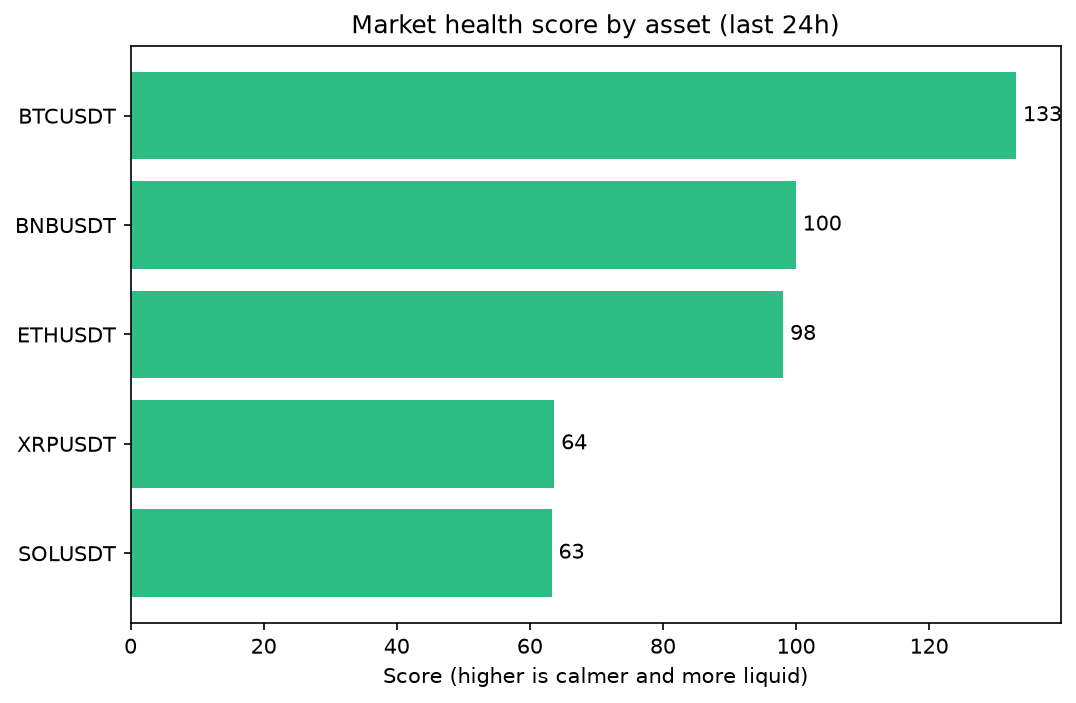 Market health score by asset (last 24h)
BTCUSDT
133
BNBUSDT
100
ETHUSDT
98
XRPUSDT
64
SOLUSDT
63
0 20 40 60 80 100 120
Score (higher is calmer and more liquid)